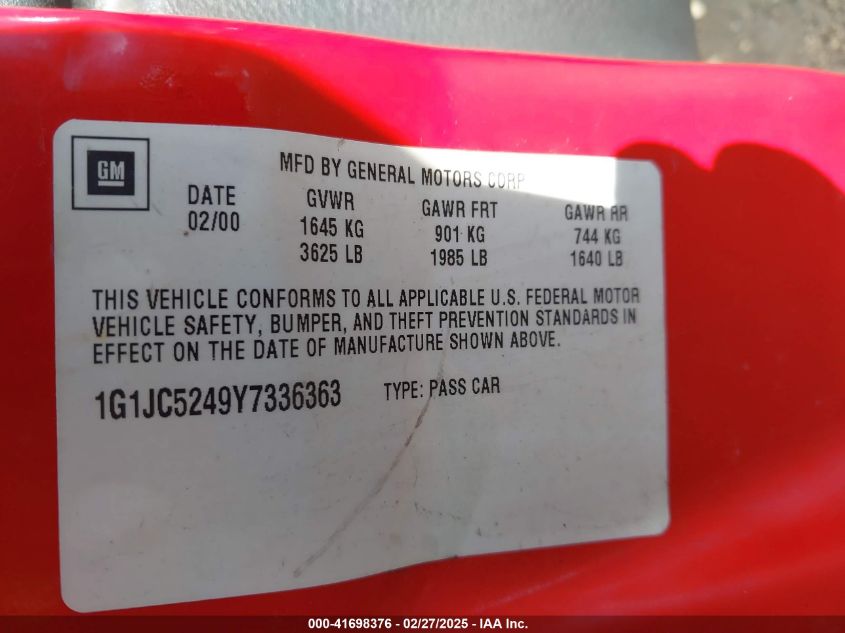 GM
MFD BY GENERAL MOTORS CORP
DATE GVWR GAWR FRT GAWR RR
02/00 1645 KG 901 KG 744 KG
3625 LB 1985 LB 1640 LB
THIS VEHICLE CONFORMS TO ALL APPLICABLE U.S. FEDERAL MOTOR
VEHICLE SAFETY, BUMPER, AND THEFT PREVENTION STANDARDS IN
EFFECT ON THE DATE OF MANUFACTURE SHOWN ABOVE.
1G1JC5249Y7336363 TYPE: PASS CAR
000-41698376 - 02/27/2025 - IAA Inc.